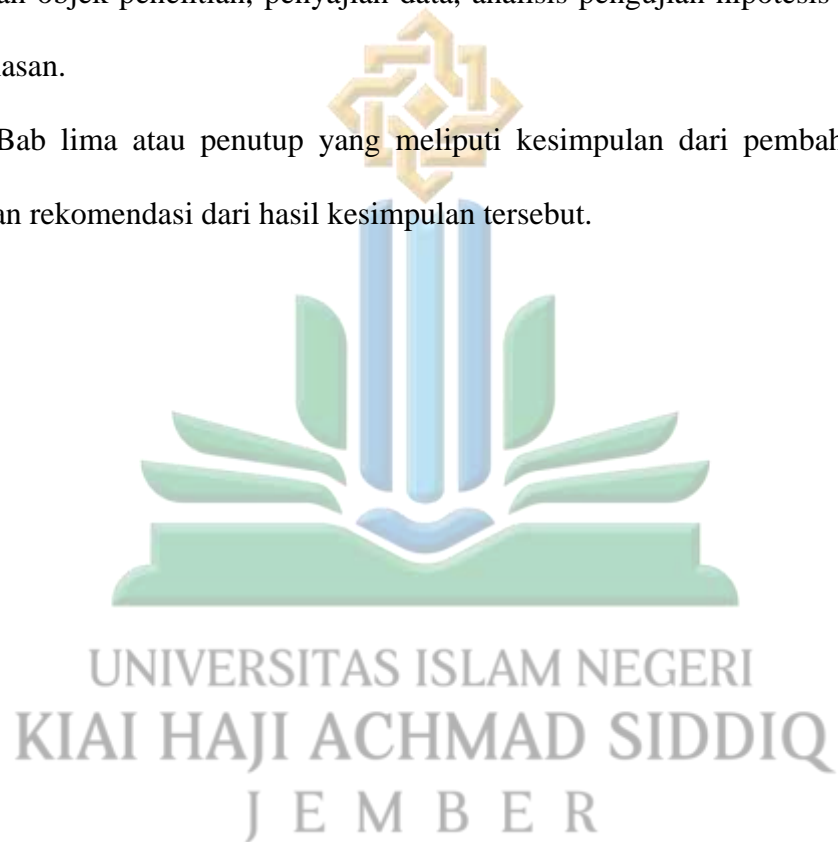 an objek penelitian, penyajian data, analisis pengujian hipotesis
asan.
Bab lima atau penutup yang meliputi kesimpulan dari pembah
an rekomendasi dari hasil kesimpulan tersebut.
UNIVERSITAS ISLAM NEGERI
KIAI HAJI ACHMAD SIDDIQ
J E M B E R